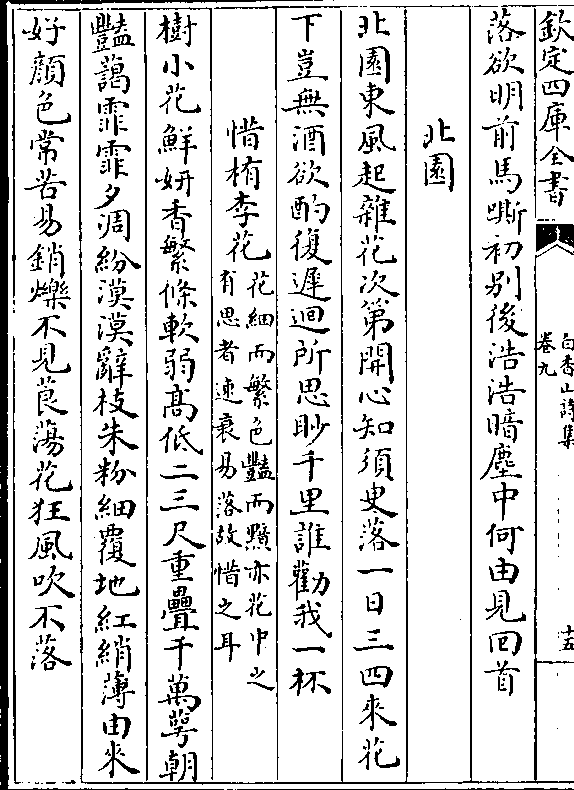 欽定四庫全書
白香山詩集
卷九
十五
落欲明前馬嘶初别後浩浩暗塵中何由見回首
北園
北園東風起雜花次第開心知須臾落一日三四來花
下豈無酒欲酌復遲迴所思眇千里誰勸我一杯
惜栯李花
花細而繁色豔而黯亦花中之
有思者速衰易落故惜之耳
樹小花鮮妍香繁條軟弱髙低二三尺重疊千萬萼朝
豔藹霏霏夕凋紛漠漠辭枝朱粉細覆地紅綃薄由來
好顔色常苦易銷爍不見莨蕩花狂風吹不落